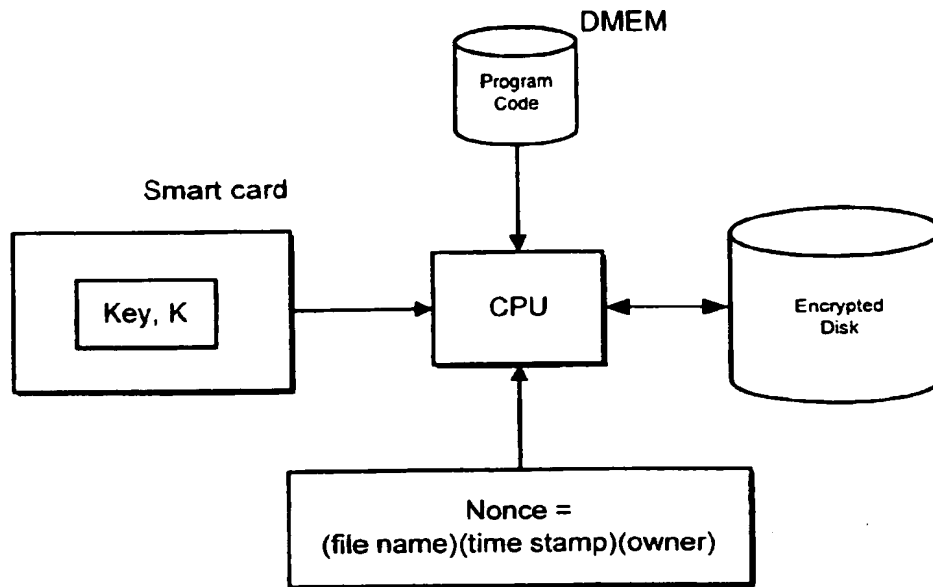 DMEM
Program
Code
Smart card
Key, K
CPU
Encrypted
Disk
Nonce =
(file name)(time stamp)(owner)